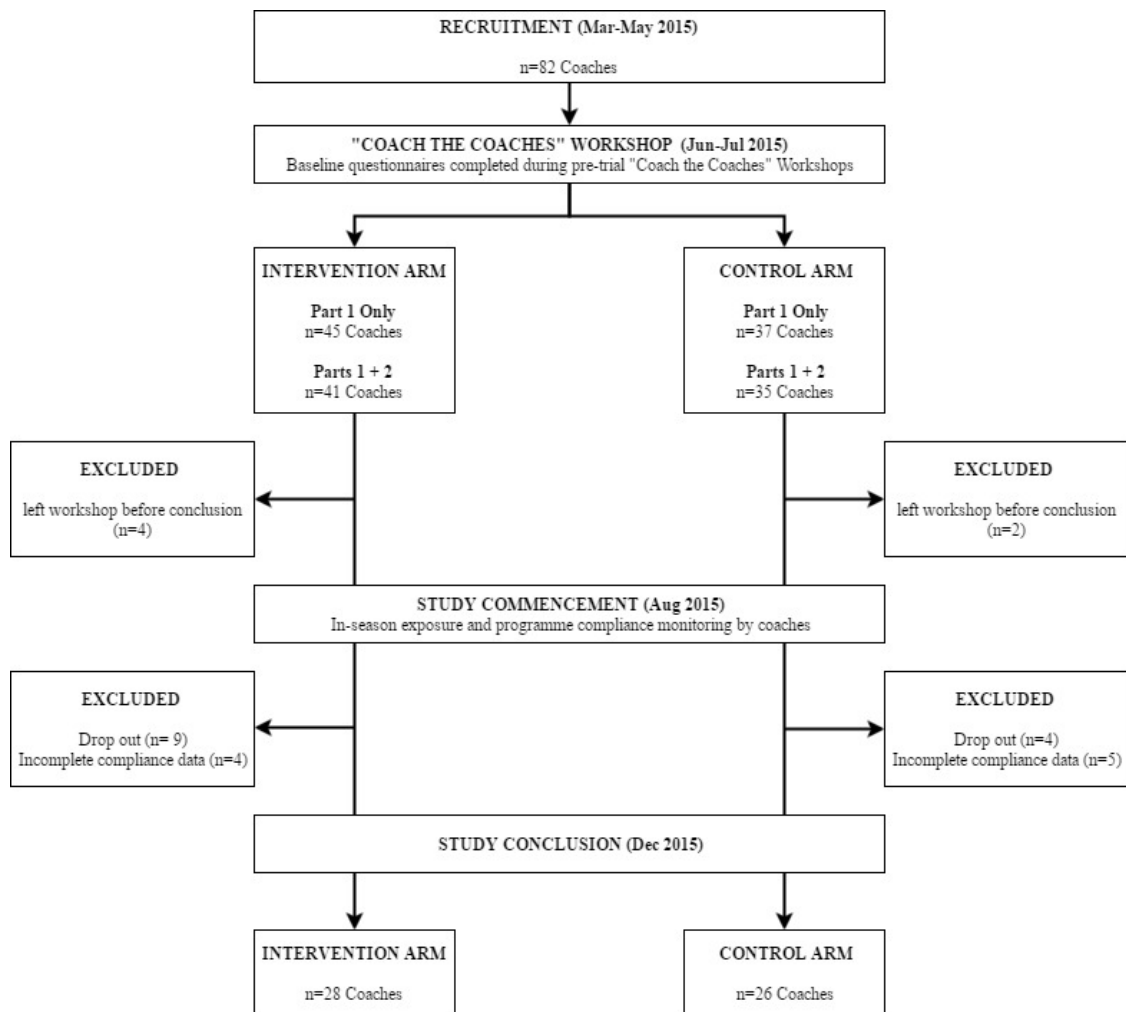 RECRUITMENT (Mar-May 2015)
n=82 Coaches
"COACH THE COACHES" WORKSHOP (Jun-Jul 2015)
Baseline questionnaires completed during pre-trial "Coach the Coaches" Workshops
INTERVENTION ARM
Part 1 Only
n=45 Coaches
Parts 1 + 2
n=41 Coaches
CONTROL ARM
Part 1 Only
n=37 Coaches
Parts 1 + 2
n=35 Coaches
EXCLUDED
left workshop before conclusion
(n=4)
EXCLUDED
left workshop before conclusion
(n=2)
STUDY COMMENCEMENT (Aug 2015)
In-season exposure and programme compliance monitoring by coaches
EXCLUDED
Drop out (n= 9)
Incomplete compliance data (n=4)
EXCLUDED
Drop out (n=4)
Incomplete compliance data (n=5)
STUDY CONCLUSION (Dec 2015)
INTERVENTION ARM
n=28 Coaches
CONTROL ARM
n=26 Coaches